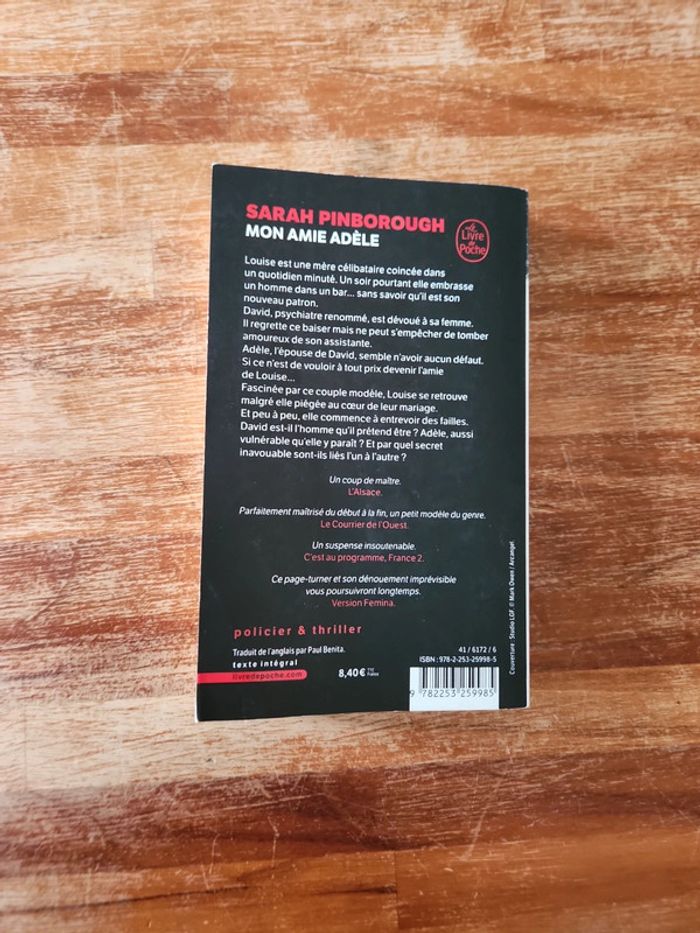 SARAH PINBOROUGH
MON AMIE ADÈLE
Le
Livre
de
Poche
Louise est une mère célibataire coincée dans
un quotidien minuté. Un soir pourtant elle embrasse
un homme dans un bar... sans savoir qu'il est son
nouveau patron.
David, psychiatre renommé, est dévoué à sa femme.
Il regrette ce baiser mais ne peut s'empêcher de tomber
amoureux de son assistante.
Adèle, l'épouse de David, semble n'avoir aucun défaut.
Si ce n'est de vouloir à tout prix devenir l'amie
de Louise...
Fascinée par ce couple modèle, Louise se retrouve
malgré elle piégée au cœur de leur mariage.
Et peu à peu, elle commence à entrevoir des failles.
David est-il l'homme qu'il prétend être ? Adèle, aussi
vulnérable qu'elle y paraît ? Et par quel secret
inavouable sont-ils liés l'un à l'autre ?
Un coup de maître.
L'Alsace.
Parfaitement maîtrisé du début à la fin, un petit modèle du genre.
Le Courrier de l'Ouest.
Un suspense insoutenable.
C'est au programme, France 2.
Ce page-turner et son dénouement imprévisible
vous poursuivront longtemps.
Version Femina.
policier & thriller
Traduit de l'anglais par Paul Benita.
texte intégral
livredepoche.com
8,40 € TTC
France
41 / 6172 / 6
ISBN : 978-2-253-25998-5
9 782253 259985
Couverture : Studio LGF. © Mark Owen / Arcangel.